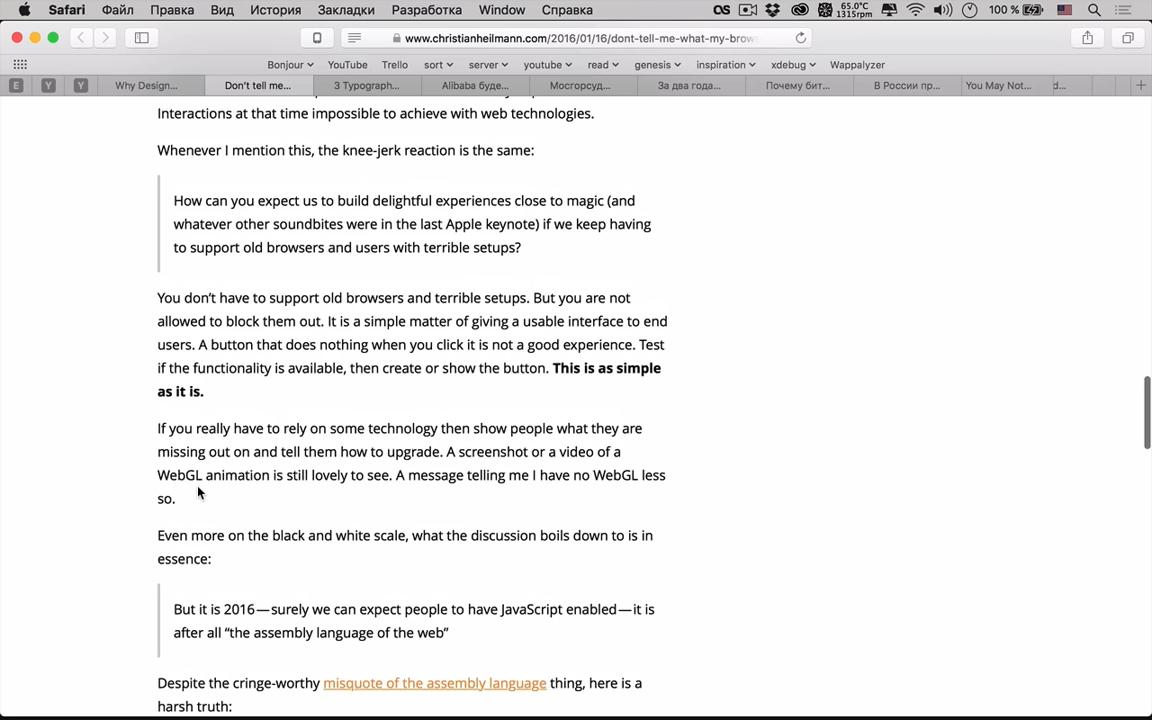 Safari Файл Правка Вид История Закладки Разработка Window Справка 65.0°C 1315rpm 100 %
www.christianheilmann.com/2016/01/16/dont-tell-me-what-my-brow
Bonjour YouTube Trello sort server youtube read genesis inspiration xdebug Wappalyzer
E Y Y Why Design... Don't tell me... 3 Typograph... Alibaba буде... Мосгорсуд... За два года... Почему бит... В России пр... You May Not... d...
Interactions at that time impossible to achieve with web technologies.
Whenever I mention this, the knee-jerk reaction is the same:
How can you expect us to build delightful experiences close to magic (and
whatever other soundbites were in the last Apple keynote) if we keep having
to support old browsers and users with terrible setups?
You don't have to support old browsers and terrible setups. But you are not
allowed to block them out. It is a simple matter of giving a usable interface to end
users. A button that does nothing when you click it is not a good experience. Test
if the functionality is available, then create or show the button. This is as simple
as it is.
If you really have to rely on some technology then show people what they are
missing out on and tell them how to upgrade. A screenshot or a video of a
WebGL animation is still lovely to see. A message telling me I have no WebGL less
so.
Even more on the black and white scale, what the discussion boils down to is in
essence:
But it is 2016—surely we can expect people to have JavaScript enabled—it is
after all “the assembly language of the web”
Despite the cringe-worthy misquote of the assembly language thing, here is a
harsh truth: